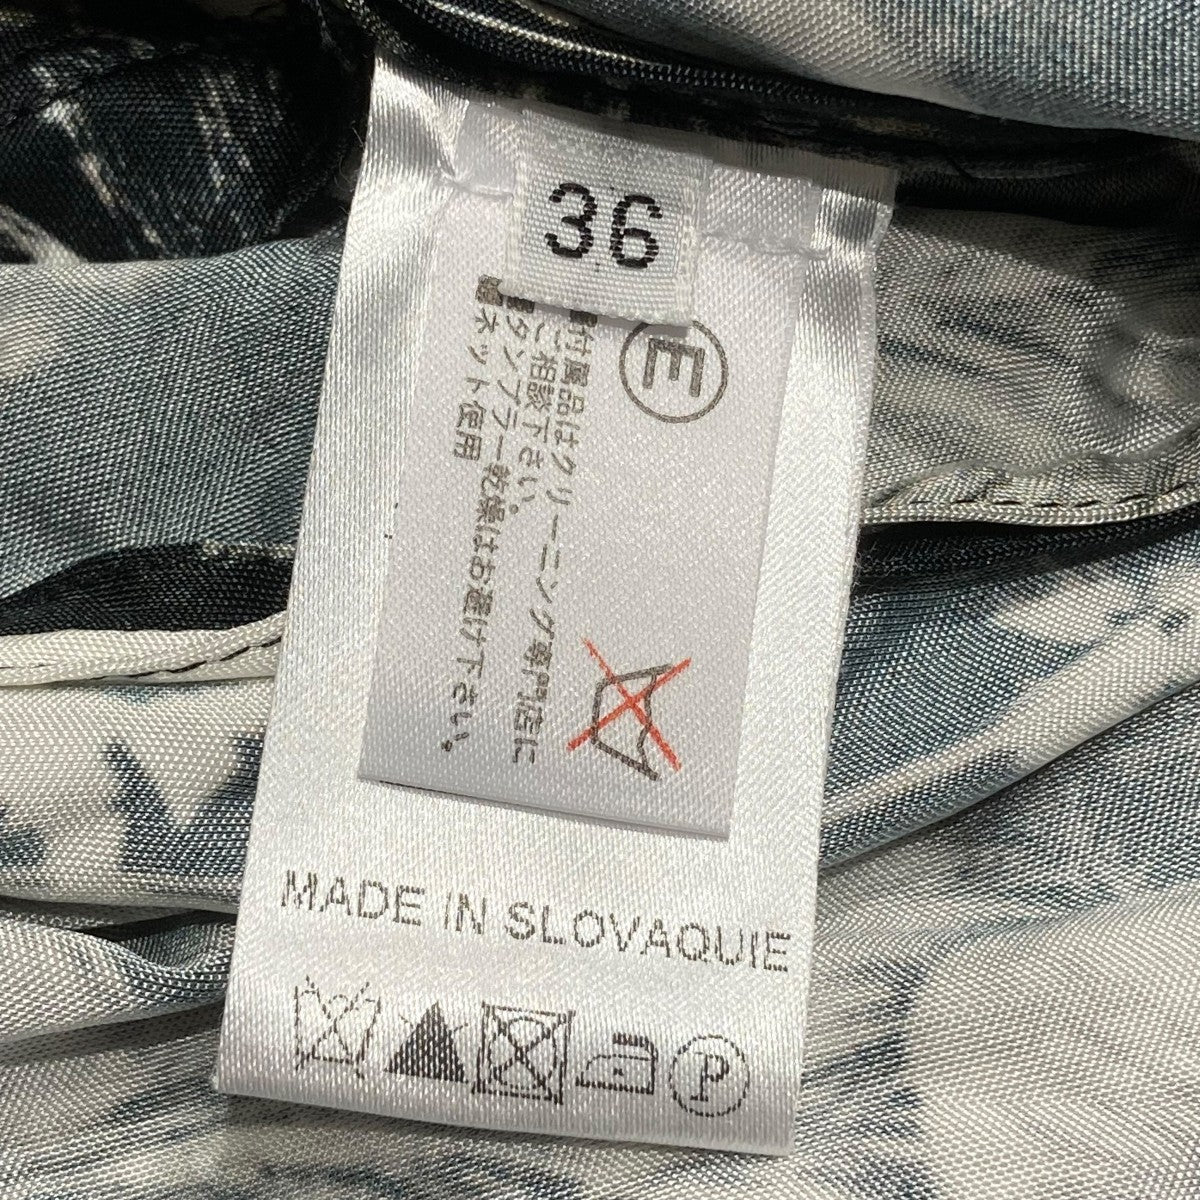 36
E
付属品はクリーニング専門店に
ご相談下さい。
タンブラー乾燥はお避け下さい。
ネット使用
MADE IN SLOVAQUIE
P